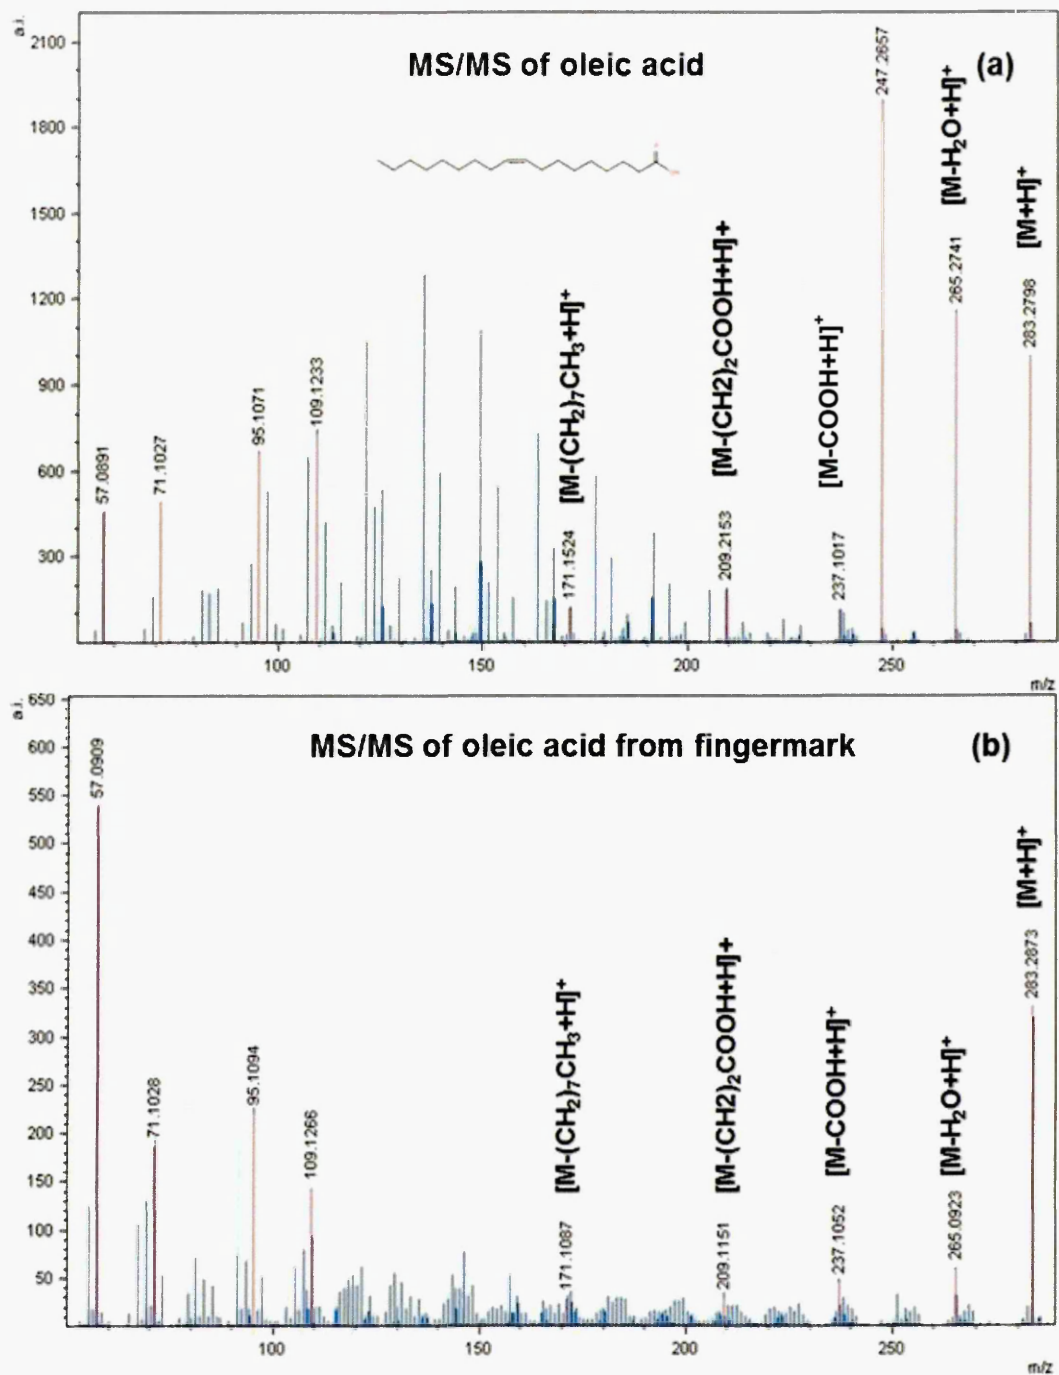 a.i.
MS/MS of oleic acid
(a)
2100
1800
1500
1200
900
600
300
57.0891
71.1027
95.1071
109.1233
171.1524
[M-(CH₂)₇CH₃+H]⁺
209.2153
[M-(CH2)₂COOH+H]+
237.1017
[M-COOH+H]⁺
247.2657
265.2741
[M-H₂O+H]⁺
283.2798
[M+H]⁺
100
150
200
250
m/z
a.i.
MS/MS of oleic acid from fingermark
(b)
650
600
550
500
450
400
350
300
250
200
150
100
50
57.0909
71.1028
95.1094
109.1266
171.1087
[M-(CH₂)₇CH₃+H]⁺
209.1151
[M-(CH2)₂COOH+H]+
237.1052
[M-COOH+H]⁺
265.0923
[M-H₂O+H]⁺
283.2873
[M+H]⁺
100
150
200
250
m/z